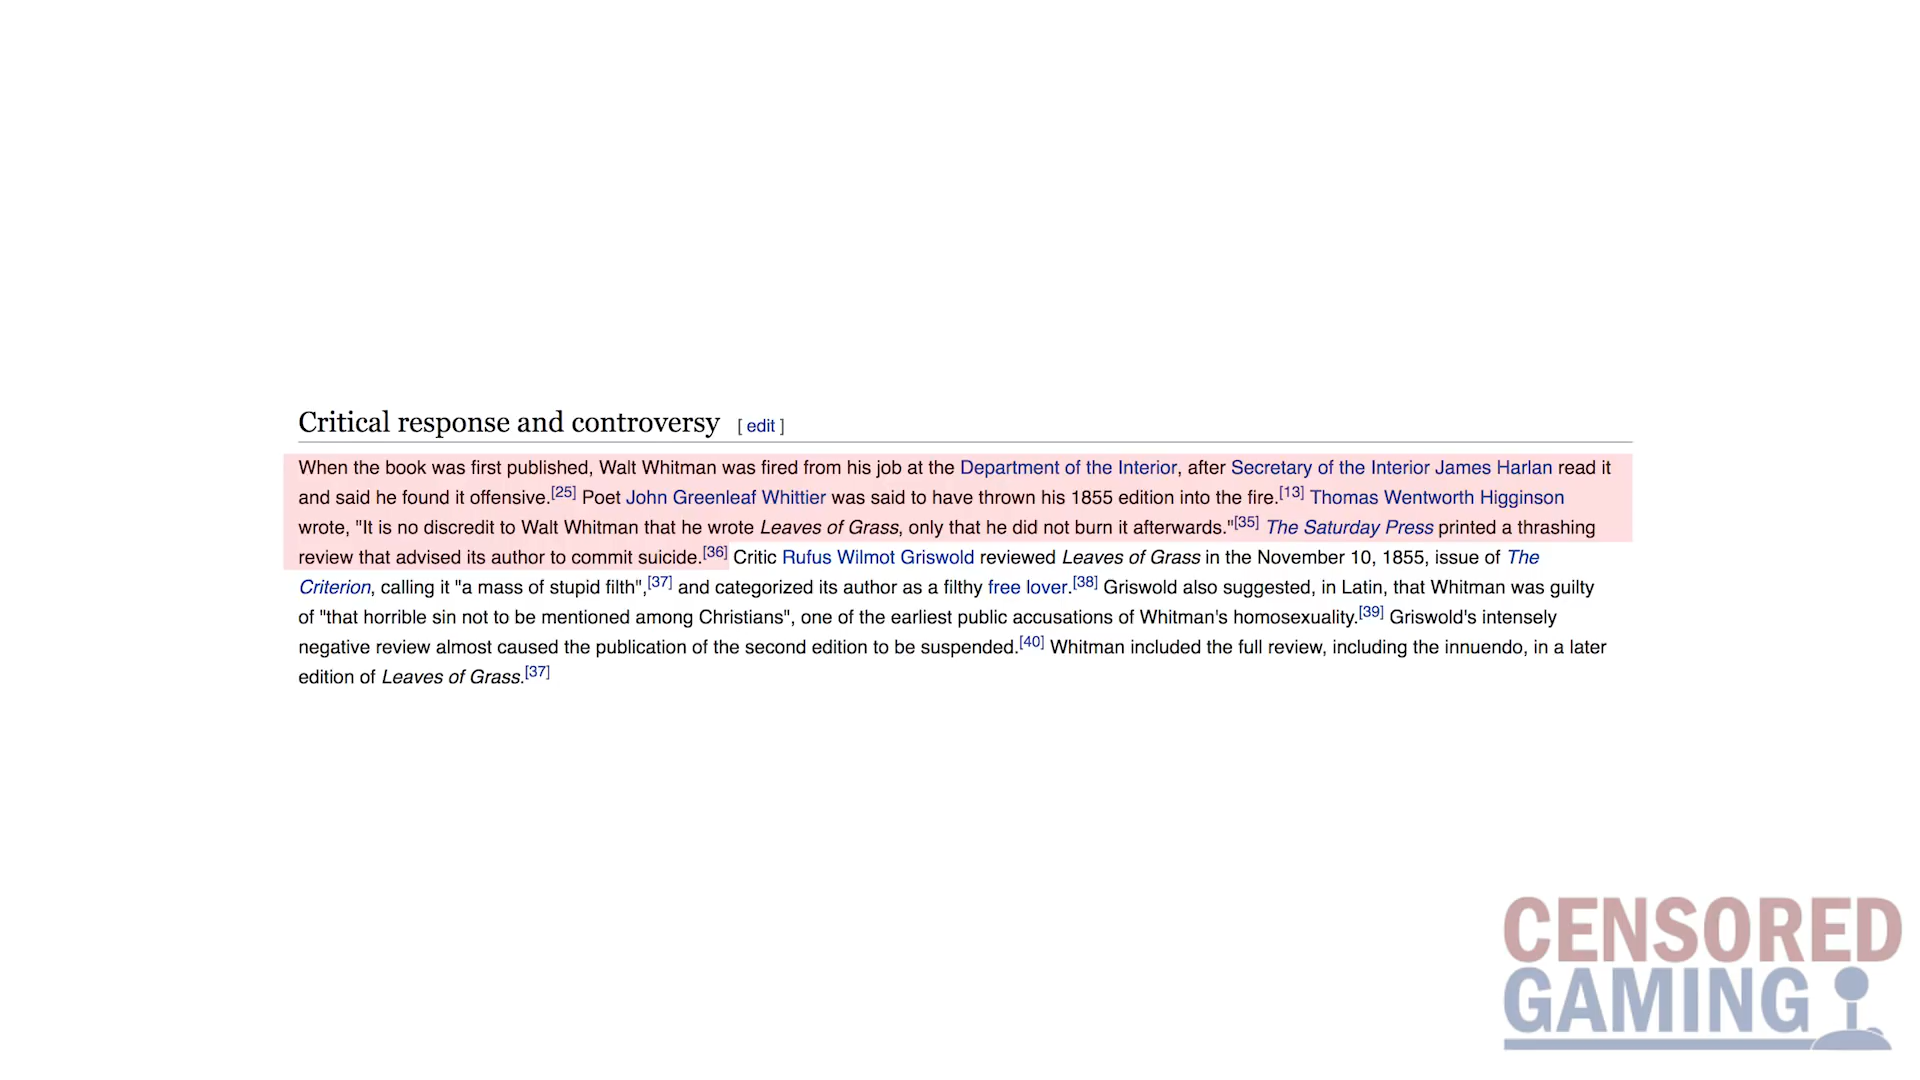 Critical response and controversy [ edit ]
When the book was first published, Walt Whitman was fired from his job at the Department of the Interior, after Secretary of the Interior James Harlan read it
and said he found it offensive.[25] Poet John Greenleaf Whittier was said to have thrown his 1855 edition into the fire.[13] Thomas Wentworth Higginson
wrote, "It is no discredit to Walt Whitman that he wrote Leaves of Grass, only that he did not burn it afterwards."[35] The Saturday Press printed a thrashing
review that advised its author to commit suicide.[36] Critic Rufus Wilmot Griswold reviewed Leaves of Grass in the November 10, 1855, issue of The
Criterion, calling it "a mass of stupid filth",[37] and categorized its author as a filthy free lover.[38] Griswold also suggested, in Latin, that Whitman was guilty
of "that horrible sin not to be mentioned among Christians", one of the earliest public accusations of Whitman's homosexuality.[39] Griswold's intensely
negative review almost caused the publication of the second edition to be suspended.[40] Whitman included the full review, including the innuendo, in a later
edition of Leaves of Grass.[37]
CENSORED
GAMING